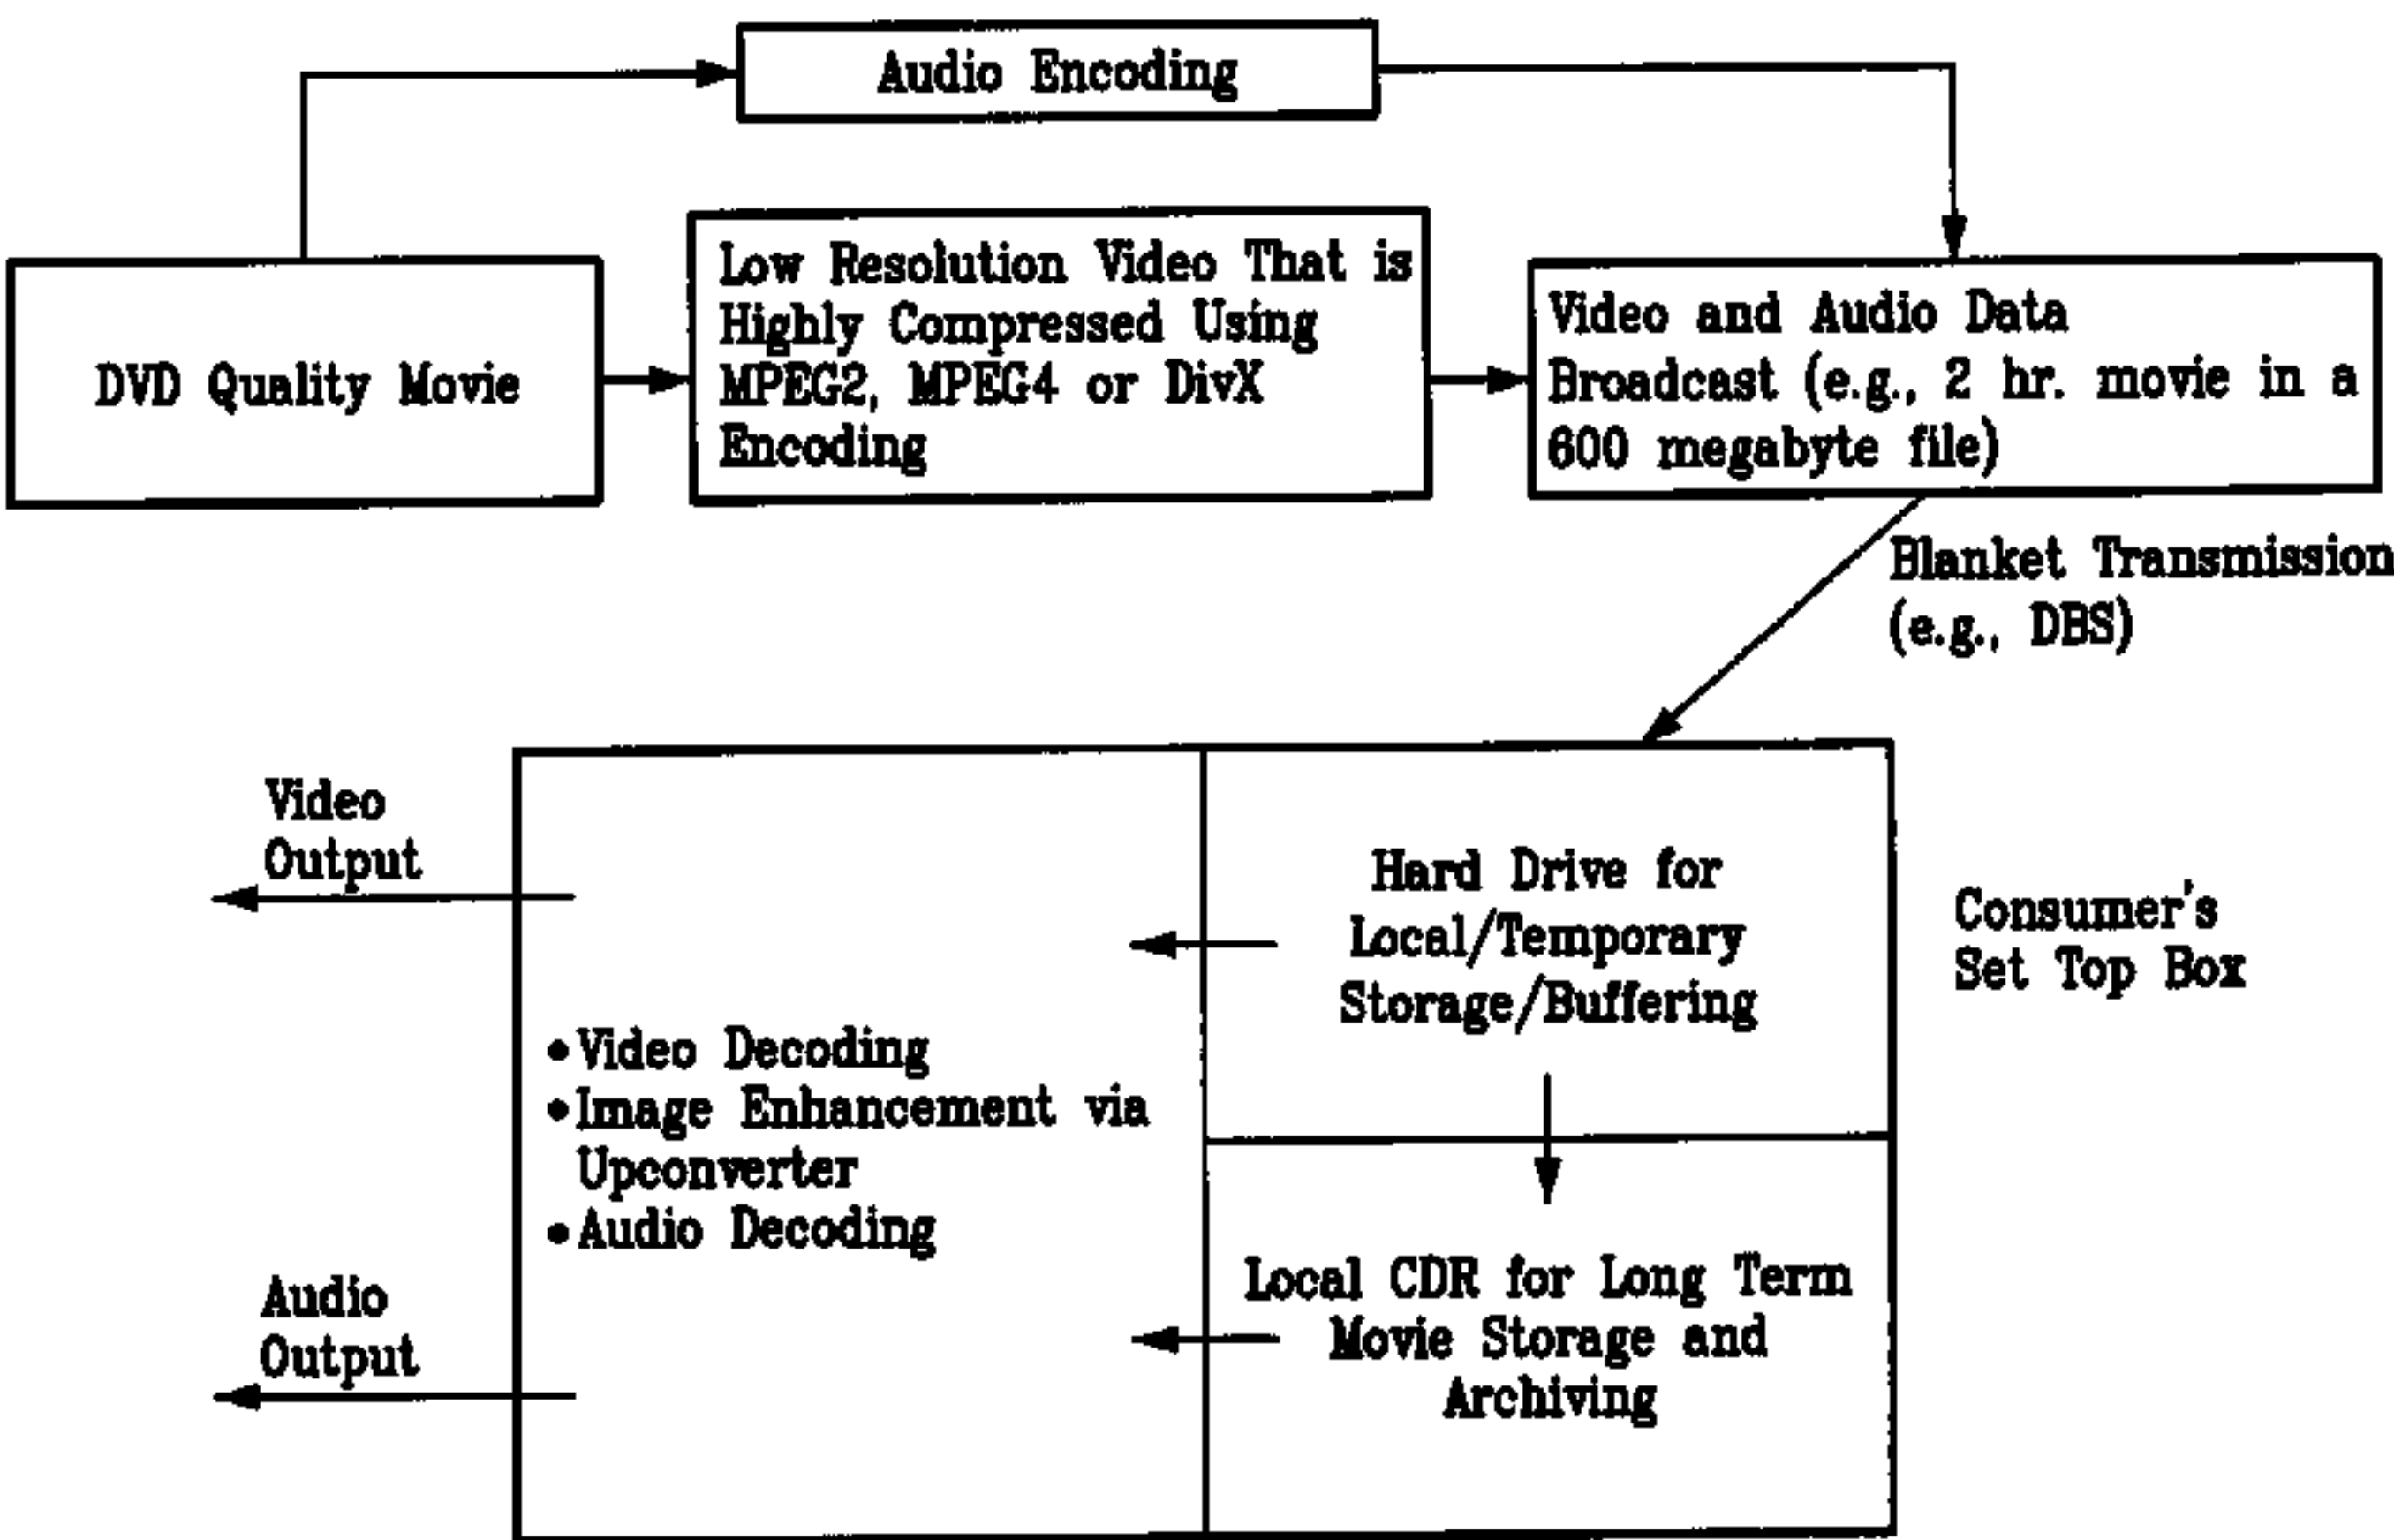 Audio Encoding
DVD Quality Movie
Low Resolution Video That is
Highly Compressed Using
MPEG2, MPEG4 or DivX
Encoding
Video and Audio Data
Broadcast (e.g., 2 hr. movie in a
600 megabyte file)
Blanket Transmission
(e.g., DBS)
Video
Output
Audio
Output
•Video Decoding
•Image Enhancement via
Upconverter
•Audio Decoding
Hard Drive for
Local/Temporary
Storage/Buffering
Local CDR for Long Term
Movie Storage and
Archiving
Consumer's
Set Top Box